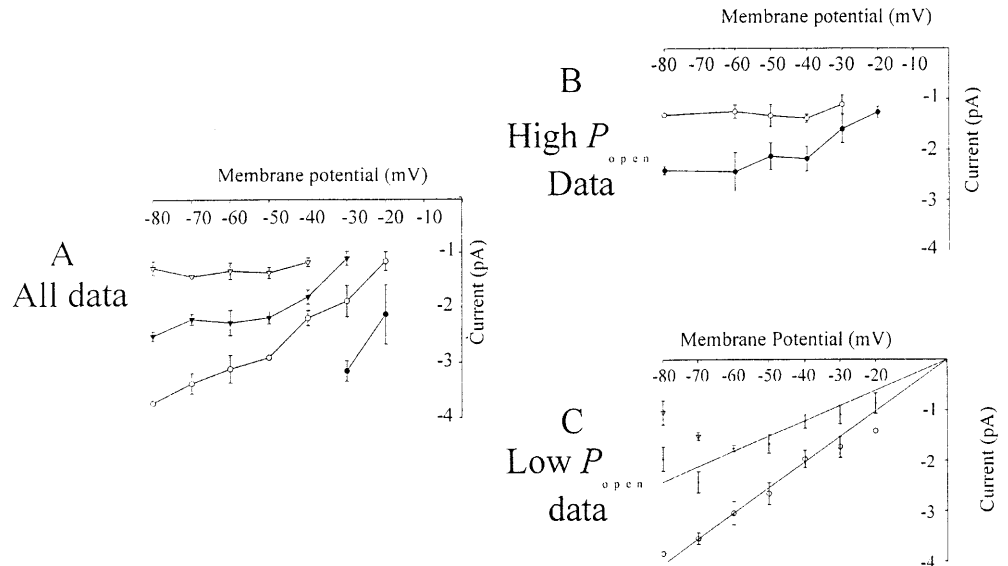 A
All data
Membrane potential (mV)
-80 -70 -60 -50 -40 -30 -20 -10
-1
-2
-3
-4
Current (pA)
B
High P open
Data
Membrane potential (mV)
-80 -70 -60 -50 -40 -30 -20 -10
-1
-2
-3
-4
Current (pA)
C
Low P open
data
Membrane Potential (mV)
-80 -70 -60 -50 -40 -30 -20
-1
-2
-3
-4
Current (pA)